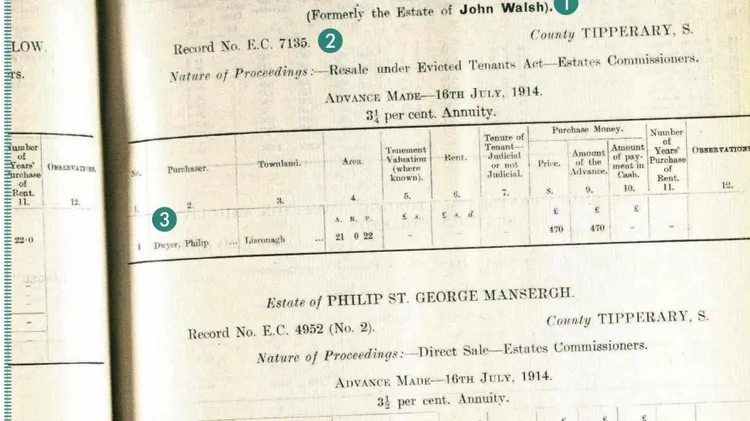 LOW.
rs.
Number of Years' Purchase of Rent. 11.
OBSERVATIONS. 12.
22·0
(Formerly the Estate of John Walsh). 1
Record No. E.C. 7135. 2
County TIPPERARY, S.
Nature of Proceedings:—Resale under Evicted Tenants Act—Estates Commissioners.
ADVANCE MADE—16TH JULY, 1914.
3¼ per cent. Annuity.
No. Purchaser. Townland. Area. Tenement Valuation (where known). Rent. Tenure of Tenant—Judicial or not Judicial. Purchase Money. Price. Amount of the Advance. Amount of payment in Cash. Number of Years' Purchase of Rent. OBSERVATIONS
1. 2. 3. 4. 5. 6. 7. 8. 9. 10. 11. 12.
3
A. R. P. £ s. £ s. d. £ £ £
1 Dwyer, Philip ... Lisronagh ... 21 0 22 – – – 470 470 – –
Estate of PHILIP ST. GEORGE MANSERGH.
Record No. E.C. 4952 (No. 2).
County TIPPERARY, S.
Nature of Proceedings:—Direct Sale—Estates Commissioners.
ADVANCE MADE—16TH JULY, 1914.
3½ per cent. Annuity.
£ £ £